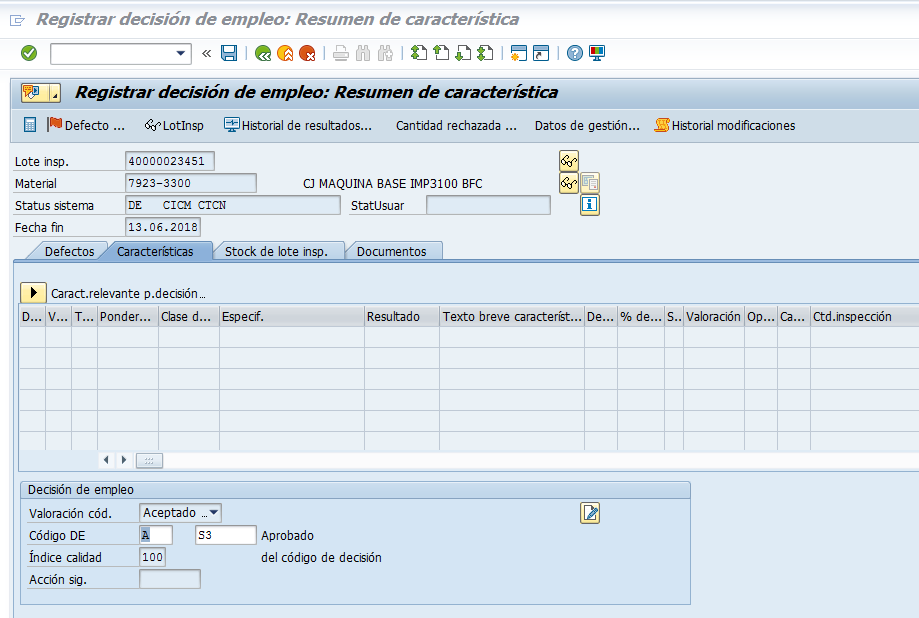 Registrar decisión de empleo: Resumen de característica
Registrar decisión de empleo: Resumen de característica
Defecto ... LotInsp Historial de resultados... Cantidad rechazada ... Datos de gestión... Historial modificaciones
Lote insp. 40000023451
Material 7923-3300 CJ MAQUINA BASE IMP3100 BFC
Status sistema DE CICM CTCN StatUsuar
Fecha fin 13.06.2018
Defectos Características Stock de lote insp. Documentos
Caract.relevante p.decisión...
D... V... T... Ponder... Clase d... Especif. Resultado Texto breve característ... De... % de... S.. Valoración Op... Ca... Ctd.inspección
Decisión de empleo
Valoración cód. Aceptado ...
Código DE A S3 Aprobado
Índice calidad 100 del código de decisión
Acción sig.